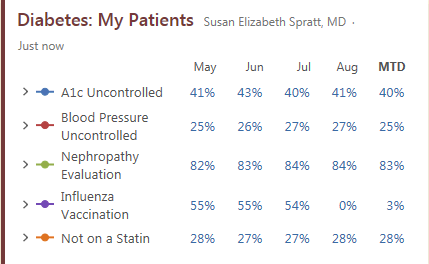 Diabetes: My Patients Susan Elizabeth Spratt, MD ·
Just now
May Jun Jul Aug MTD
A1c Uncontrolled 41% 43% 40% 41% 40%
Blood Pressure
Uncontrolled 25% 26% 27% 27% 25%
Nephropathy
Evaluation 82% 83% 84% 84% 83%
Influenza
Vaccination 55% 55% 54% 0% 3%
Not on a Statin 28% 27% 27% 28% 28%